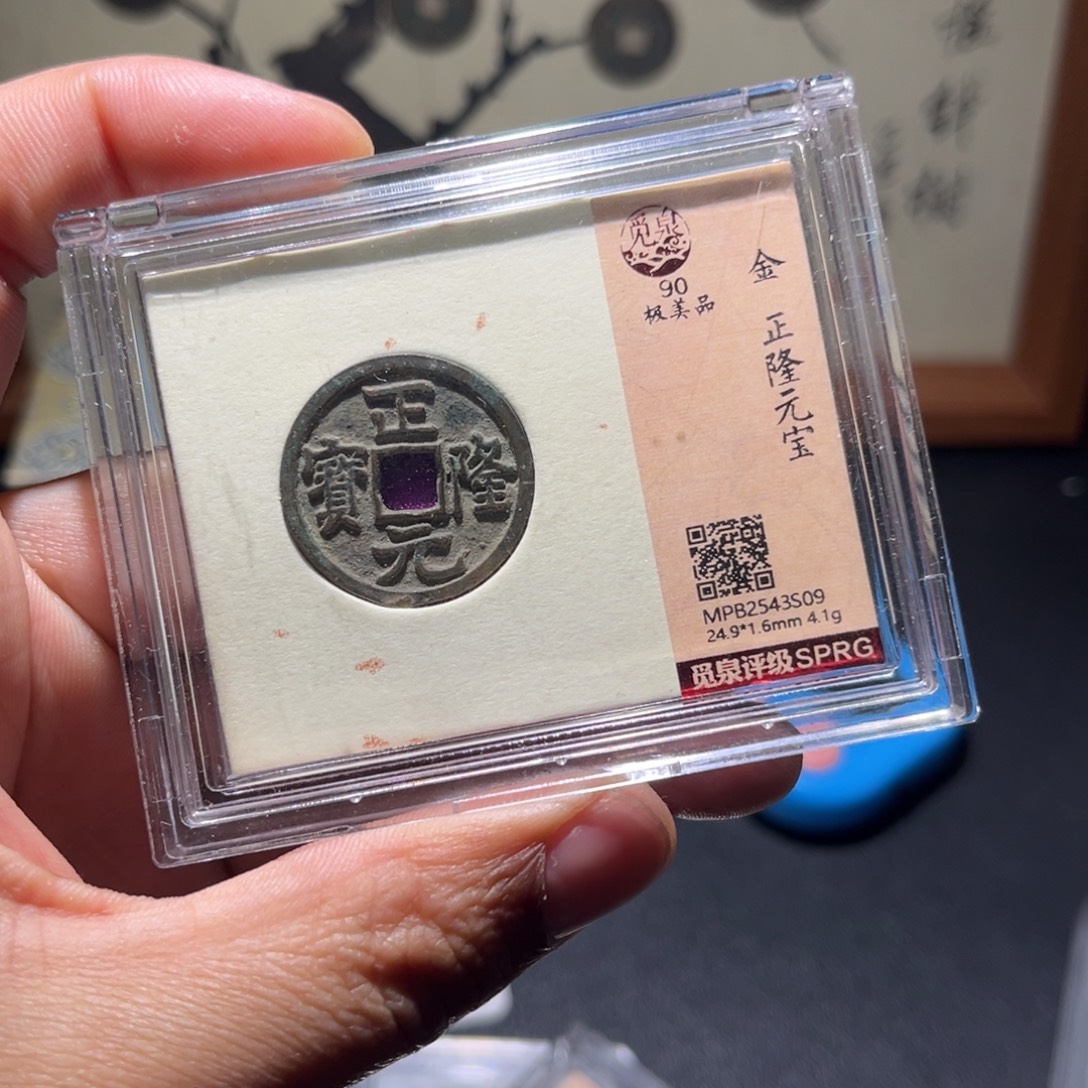 正
隆
元
寳
觅泉
90
极美品
金 正隆元宝
MPB2543S09
24.9*1.6mm 4.1g
觅泉评级SPRG